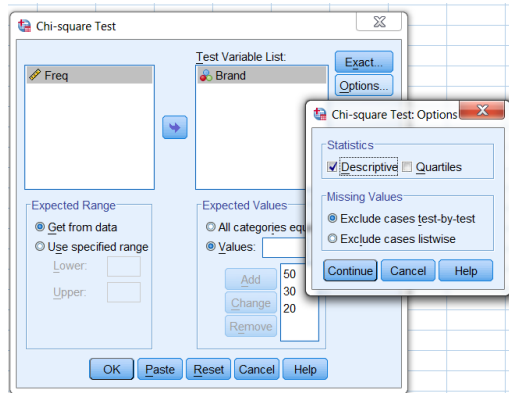 Chi-square Test
Test Variable List:
Freq
Brand
Exact...
Options...
Expected Range
Get from data
Use specified range
Lower:
Upper:
Expected Values
All categories equ
Values:
Add
Change
Remove
50
30
20
OK Paste Reset Cancel Help
Chi-square Test: Options
Statistics
Descriptive Quartiles
Missing Values
Exclude cases test-by-test
Exclude cases listwise
Continue Cancel Help